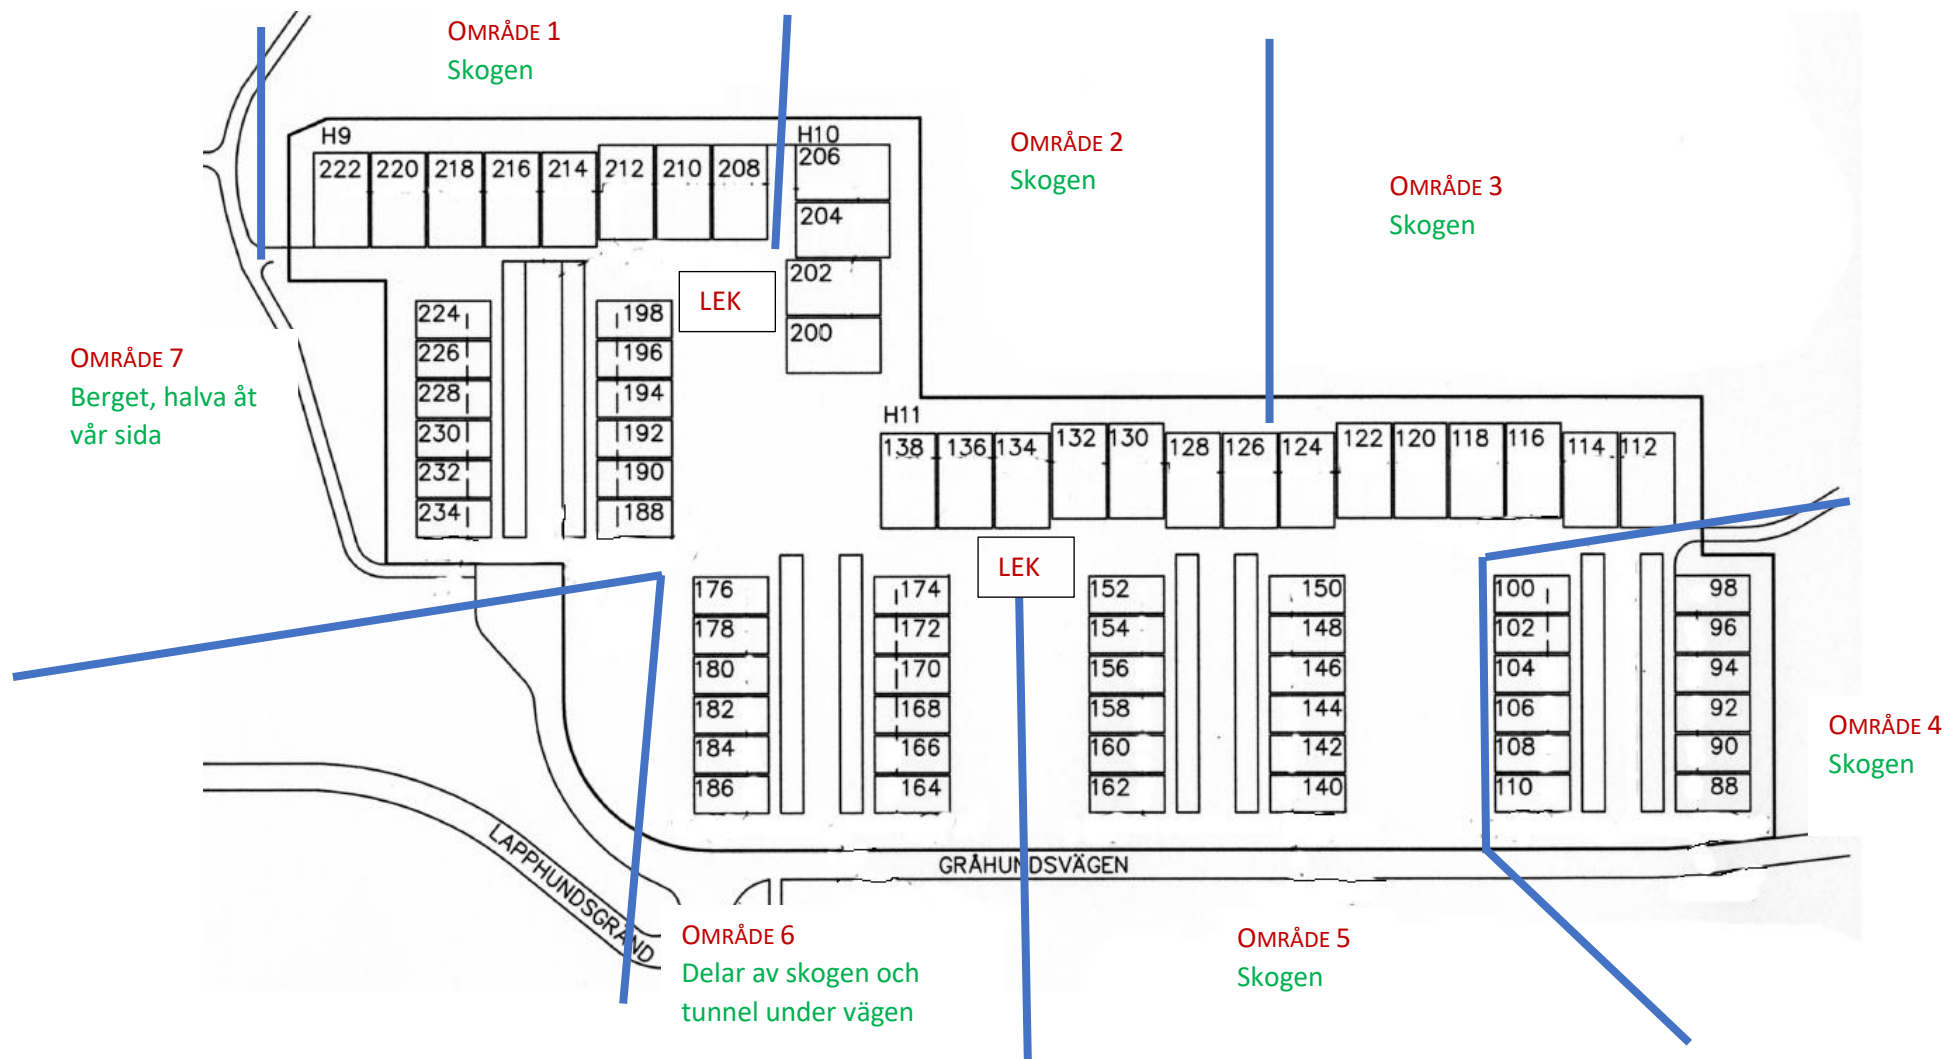 OMRÅDE 1
Skogen
OMRÅDE 2
Skogen
OMRÅDE 3
Skogen
H9
H10
222 220 218 216 214 212 210 208
206
204
202
200
LEK
224 198
226 196
228 194
230 192
232 190
234 188
OMRÅDE 7
Berget, halva åt
vår sida
H11
138 136 134 132 130 128 126 124 122 120 118 116 114 112
LEK
176 174 152 150 100 98
178 172 154 148 102 96
180 170 156 146 104 94
182 168 158 144 106 92
184 166 160 142 108 90
186 164 162 140 110 88
OMRÅDE 4
Skogen
LAPPHUNDSGRÄND
GRÅHUNDSVÄGEN
OMRÅDE 6
Delar av skogen och
tunnel under vägen
OMRÅDE 5
Skogen